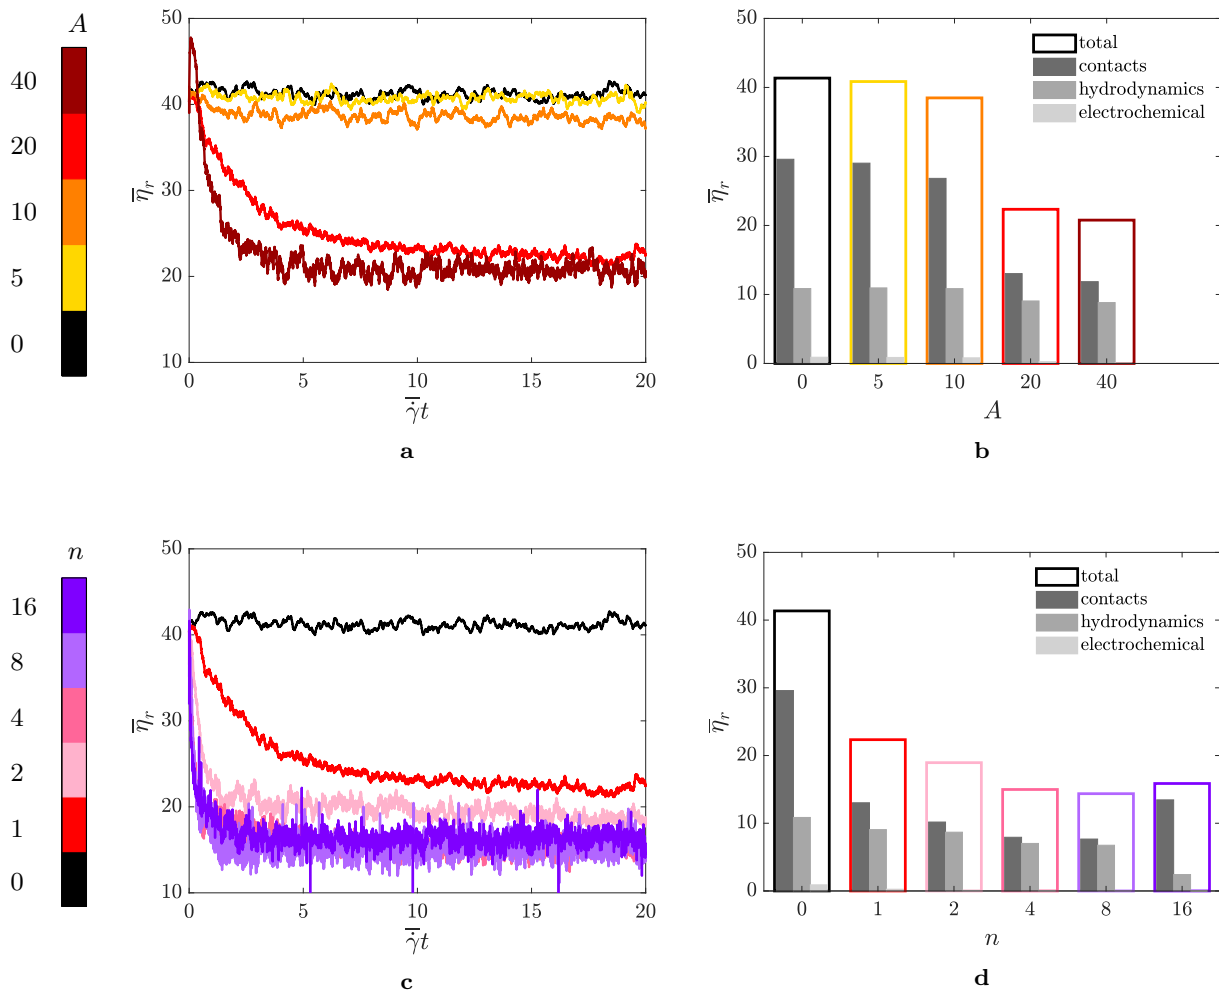 A
40
20
10
5
0
50
40
30
20
10
η̅r
0 5 10 15 20
γ̇̅t
a
50
40
30
20
10
0
η̅r
total
contacts
hydrodynamics
electrochemical
0 5 10 20 40
A
b
n
16
8
4
2
1
0
50
40
30
20
10
η̅r
0 5 10 15 20
γ̇̅t
c
50
40
30
20
10
0
η̅r
total
contacts
hydrodynamics
electrochemical
0 1 2 4 8 16
n
d